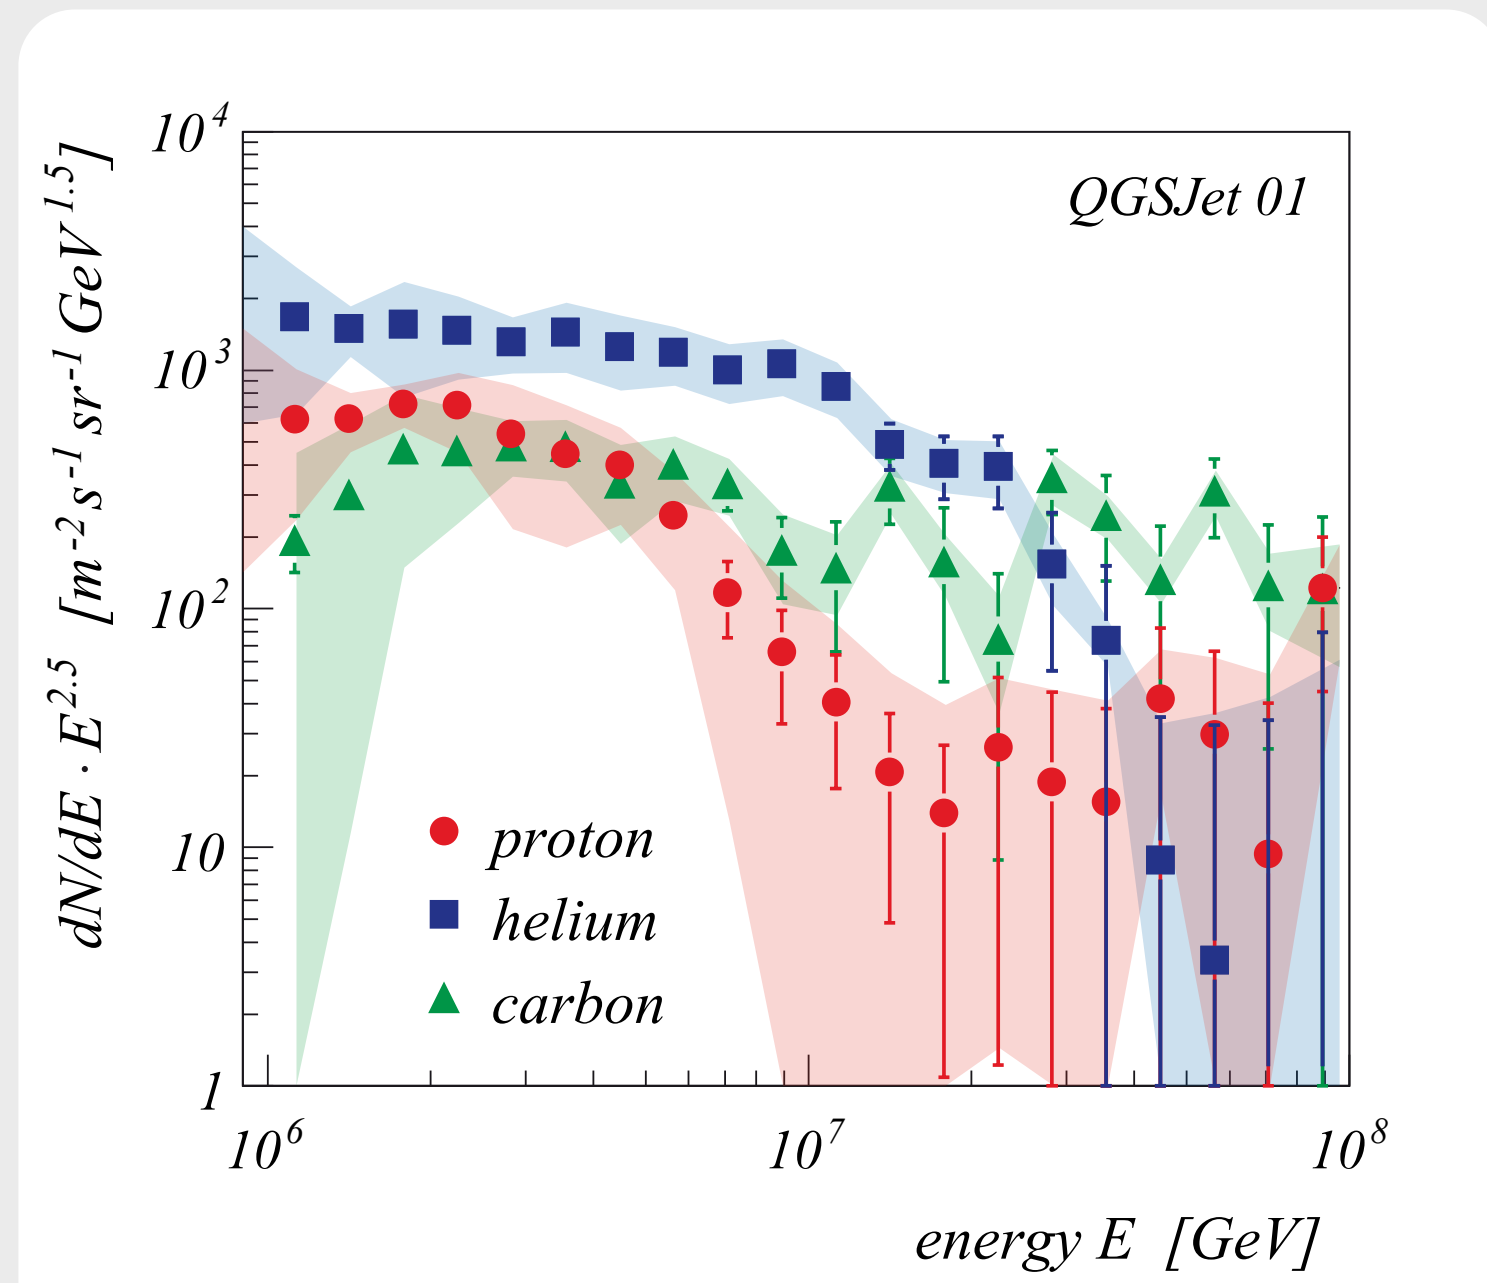 10^4
QGSJet 01
10^3
10^2
10
1
dN/dE · E^2.5 [m^-2 s^-1 sr^-1 GeV^1.5]
proton
helium
carbon
10^6 10^7 10^8
energy E [GeV]